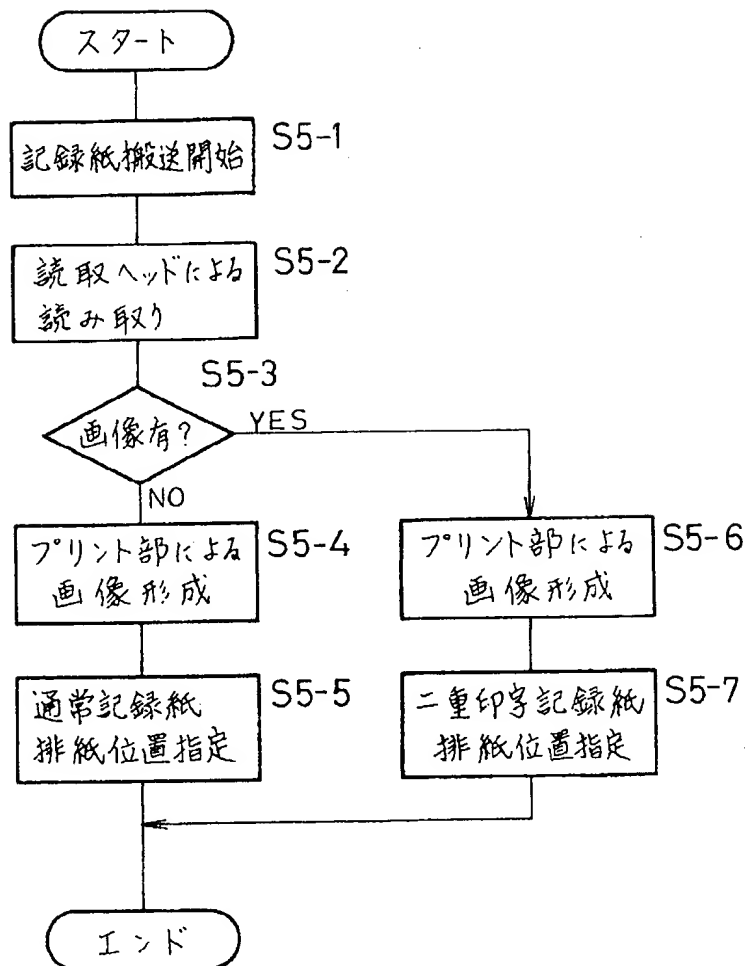 スタート
記録紙搬送開始
S5-1
読取ヘッドによる
読み取り
S5-2
S5-3
画像有?
YES
NO
プリント部による
画像形成
S5-4
プリント部による
画像形成
S5-6
通常記録紙
排紙位置指定
S5-5
二重印字記録紙
排紙位置指定
S5-7
エンド